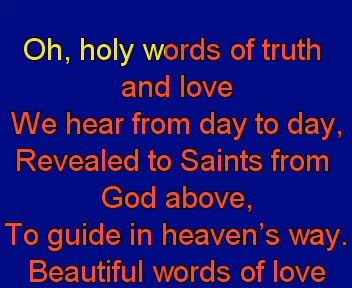 Oh, holy words of truth
and love
We hear from day to day,
Revealed to Saints from
God above,
To guide in heaven’s way.
Beautiful words of love